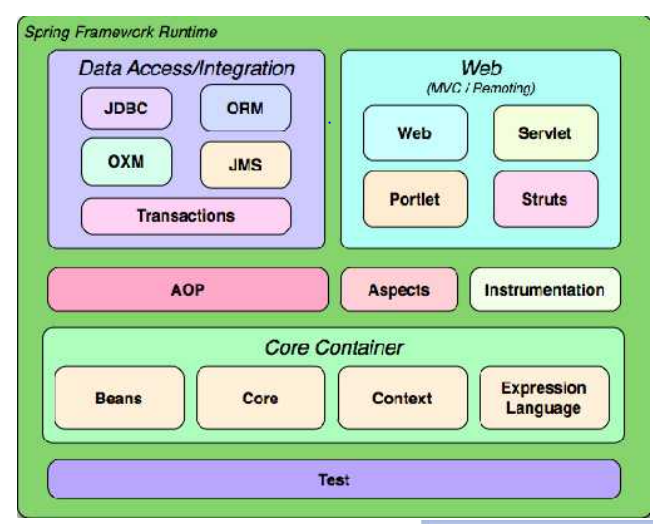 Spring Framework Runtime
Data Access/Integration
JDBC
ORM
OXM
JMS
Transactions
Web
(MVC / Remoting)
Web
Servlet
Portlet
Struts
AOP
Aspects
Instrumentation
Core Container
Beans
Core
Context
Expression
Language
Test